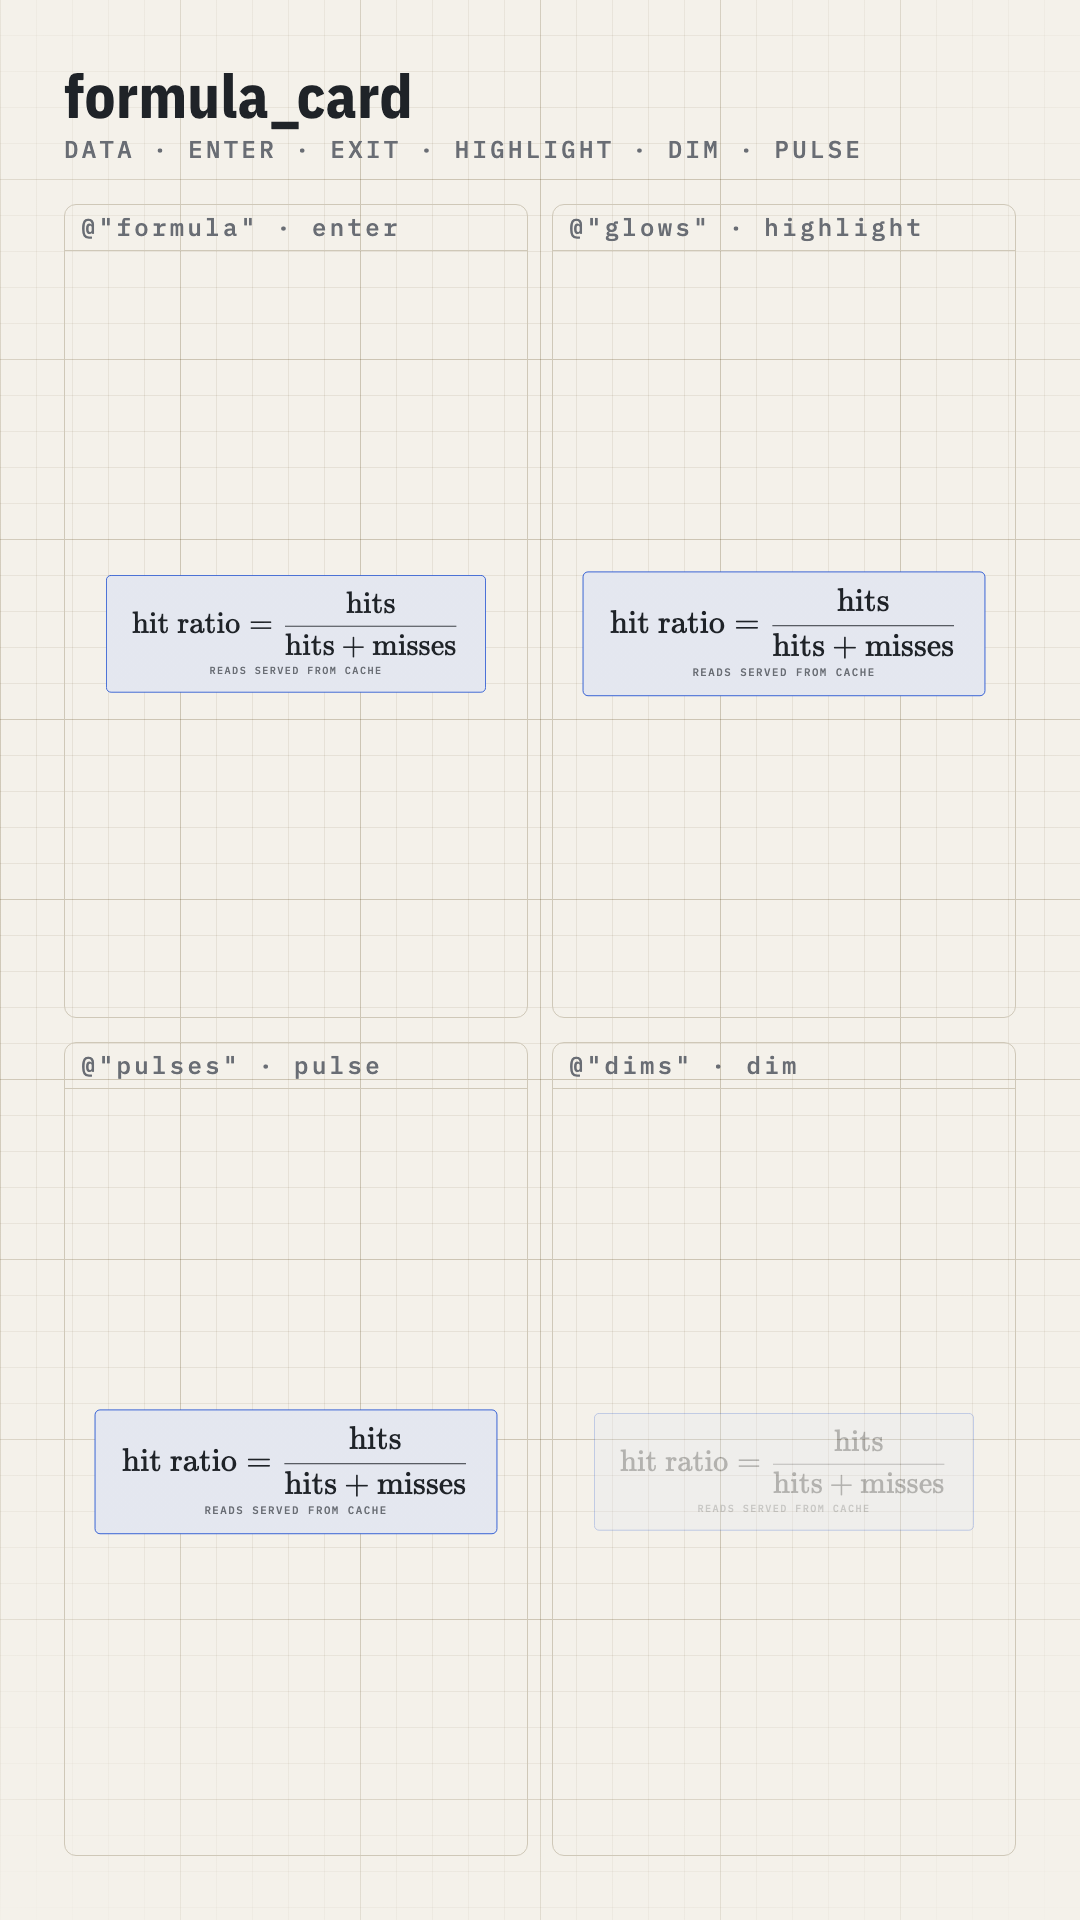 formula_card
DATA · ENTER · EXIT · HIGHLIGHT · DIM · PULSE
@"formula" · enter
hit ratio = hits / hits + misses
READS SERVED FROM CACHE
@"glows" · highlight
hit ratio = hits / hits + misses
READS SERVED FROM CACHE
@"pulses" · pulse
hit ratio = hits / hits + misses
READS SERVED FROM CACHE
@"dims" · dim
hit ratio = hits / hits + misses
READS SERVED FROM CACHE